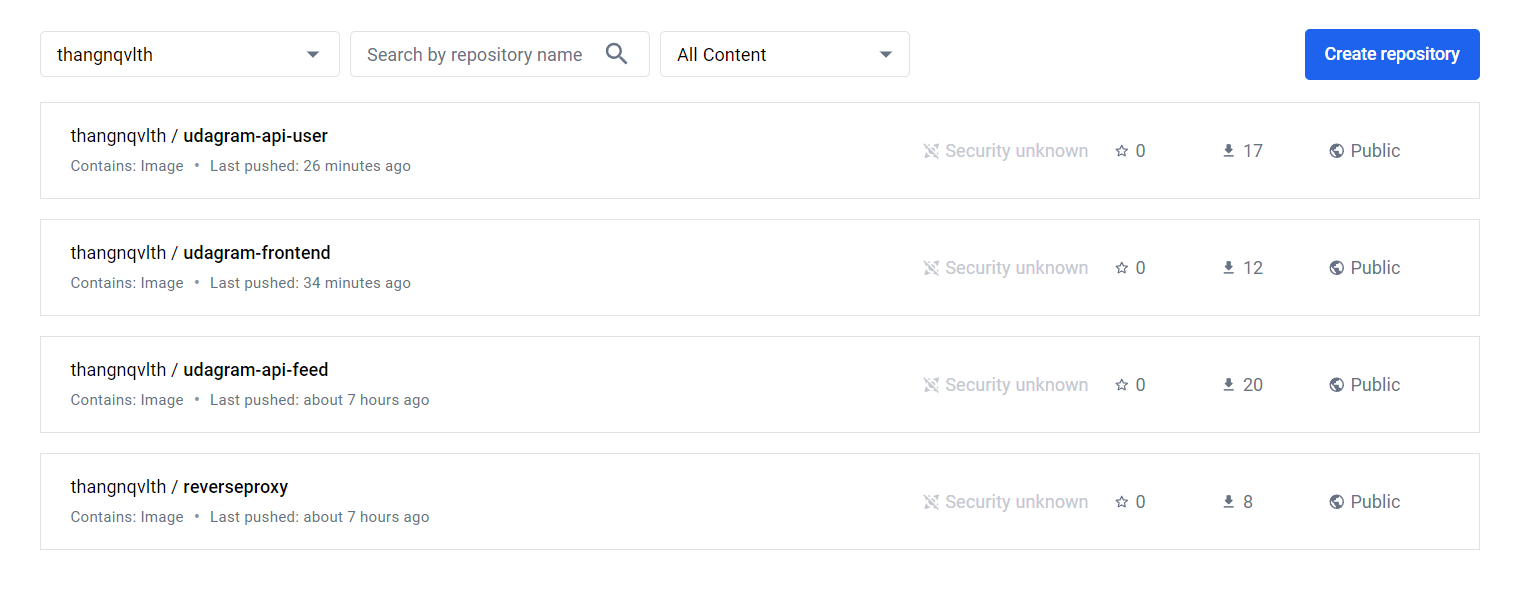 thangnqvlth Search by repository name All Content Create repository
thangnqvlth / udagram-api-user
Security unknown 0 17 Public
Contains: Image • Last pushed: 26 minutes ago
thangnqvlth / udagram-frontend
Security unknown 0 12 Public
Contains: Image • Last pushed: 34 minutes ago
thangnqvlth / udagram-api-feed
Security unknown 0 20 Public
Contains: Image • Last pushed: about 7 hours ago
thangnqvlth / reverseproxy
Security unknown 0 8 Public
Contains: Image • Last pushed: about 7 hours ago